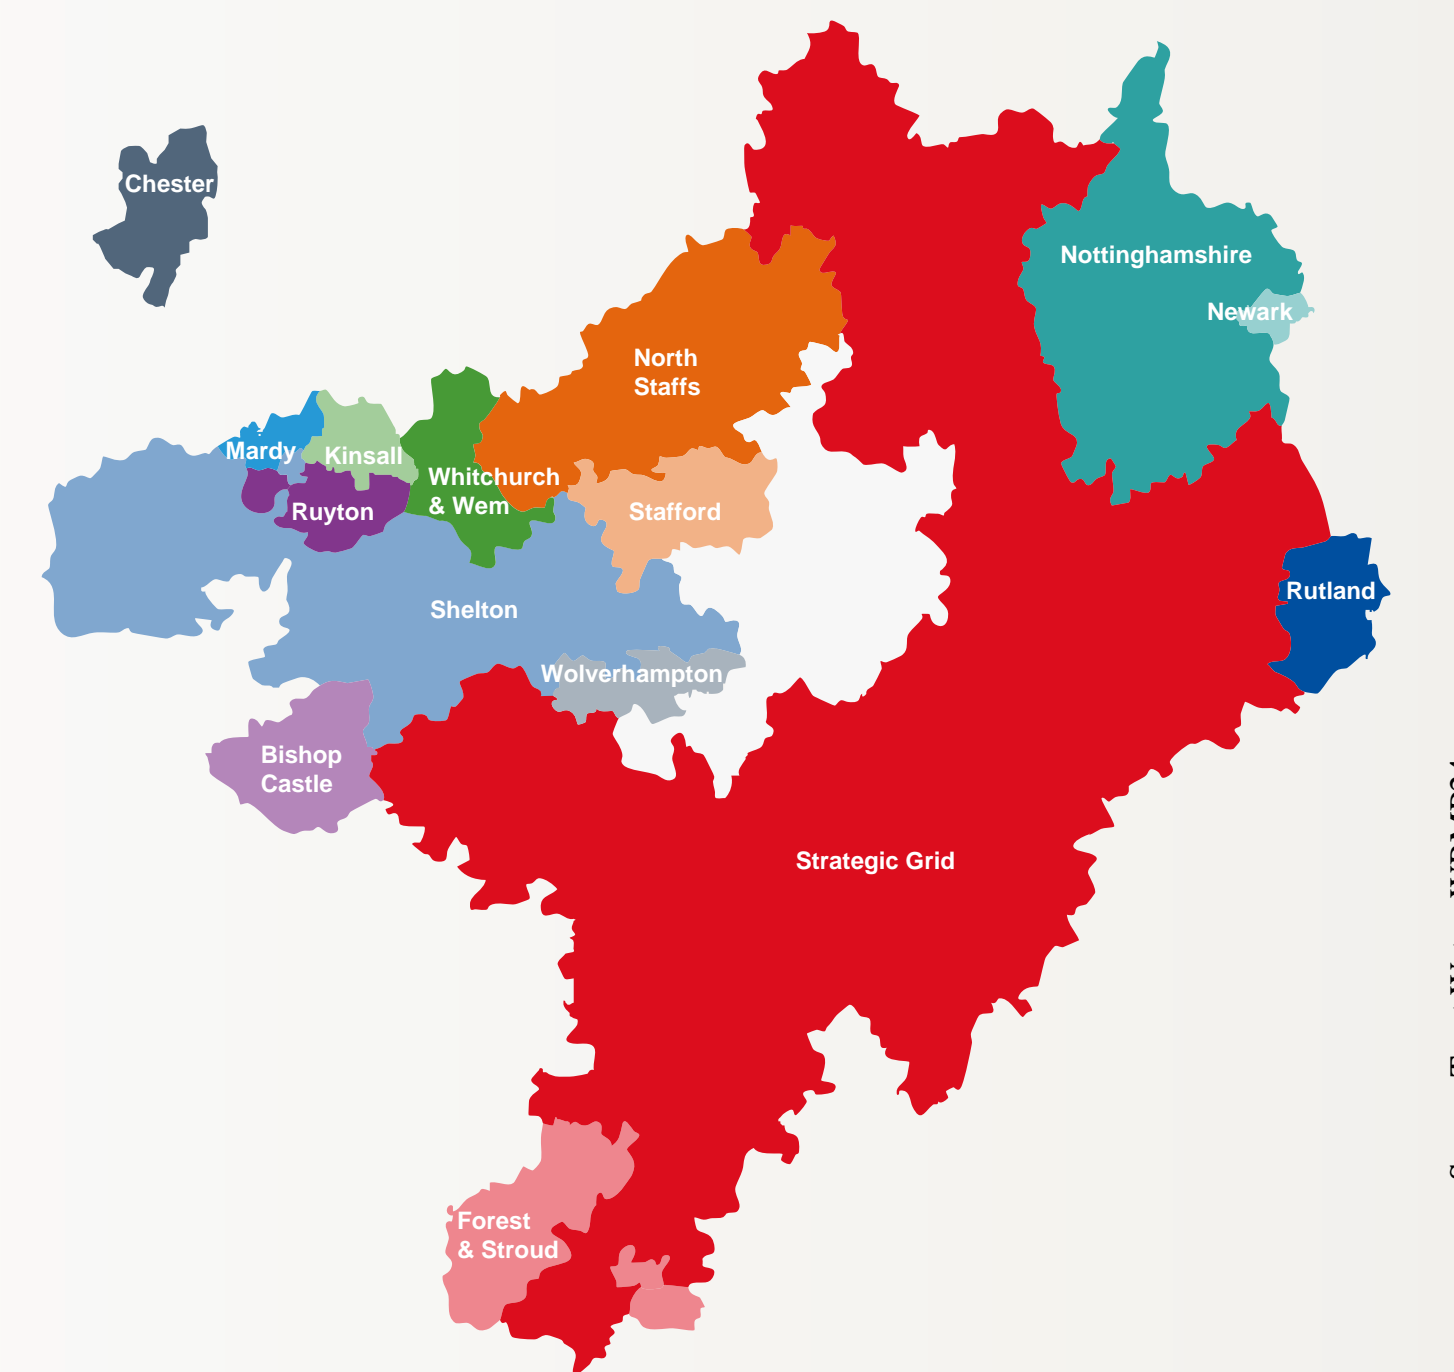 Chester
Nottinghamshire
Newark
North
Staffs
Mardy
Kinsall
Whitchurch
& Wem
Ruyton
Stafford
Rutland
Shelton
Wolverhampton
Bishop
Castle
Strategic Grid
Forest
& Stroud